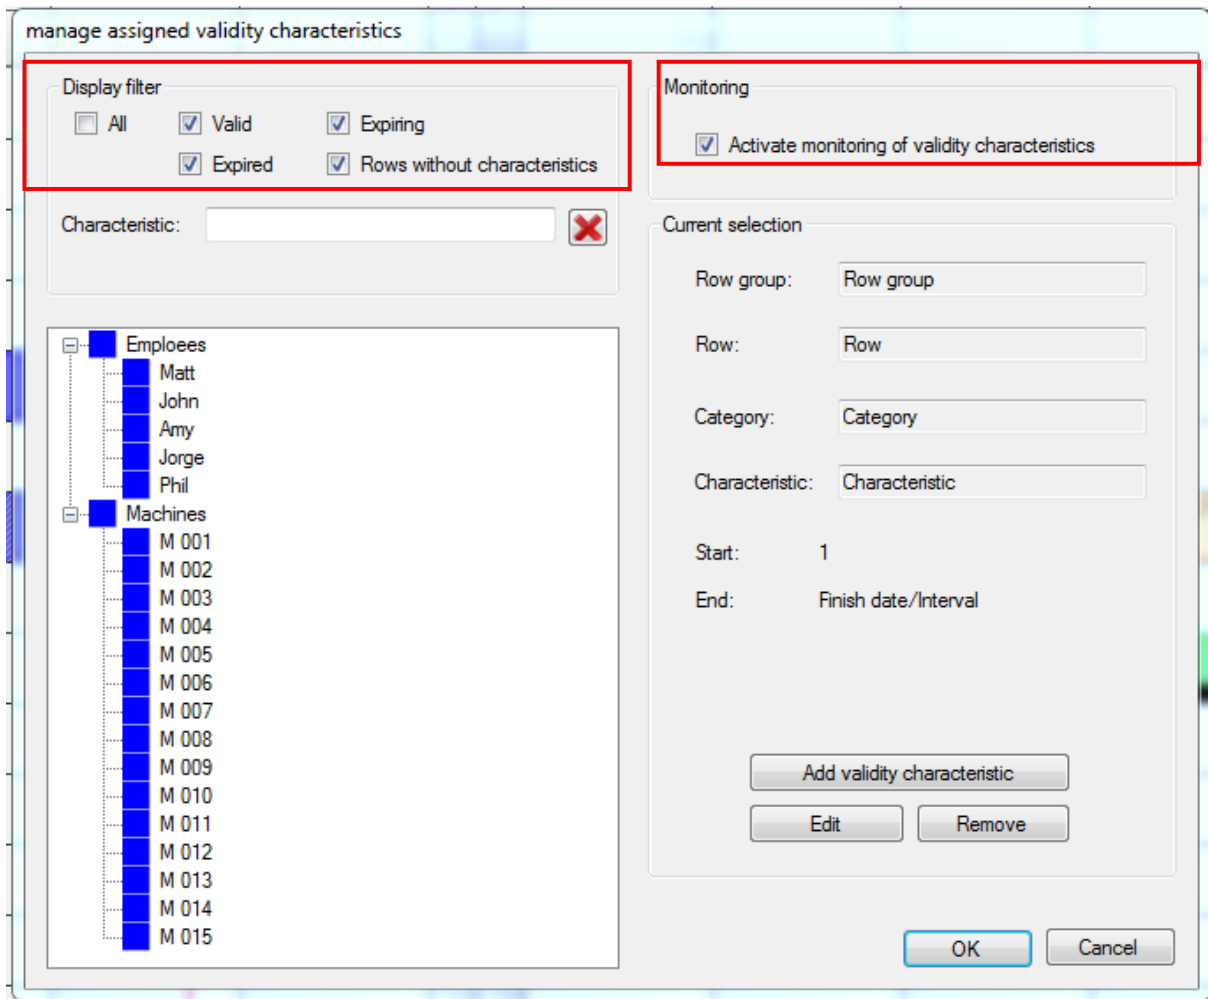 manage assigned validity characteristics
Display filter
All Valid Expiring
Expired Rows without characteristics
Characteristic:
Emploees
Matt
John
Amy
Jorge
Phil
Machines
M 001
M 002
M 003
M 004
M 005
M 006
M 007
M 008
M 009
M 010
M 011
M 012
M 013
M 014
M 015
Monitoring
Activate monitoring of validity characteristics
Current selection
Row group: Row group
Row: Row
Category: Category
Characteristic: Characteristic
Start: 1
End: Finish date/Interval
Add validity characteristic
Edit Remove
OK Cancel